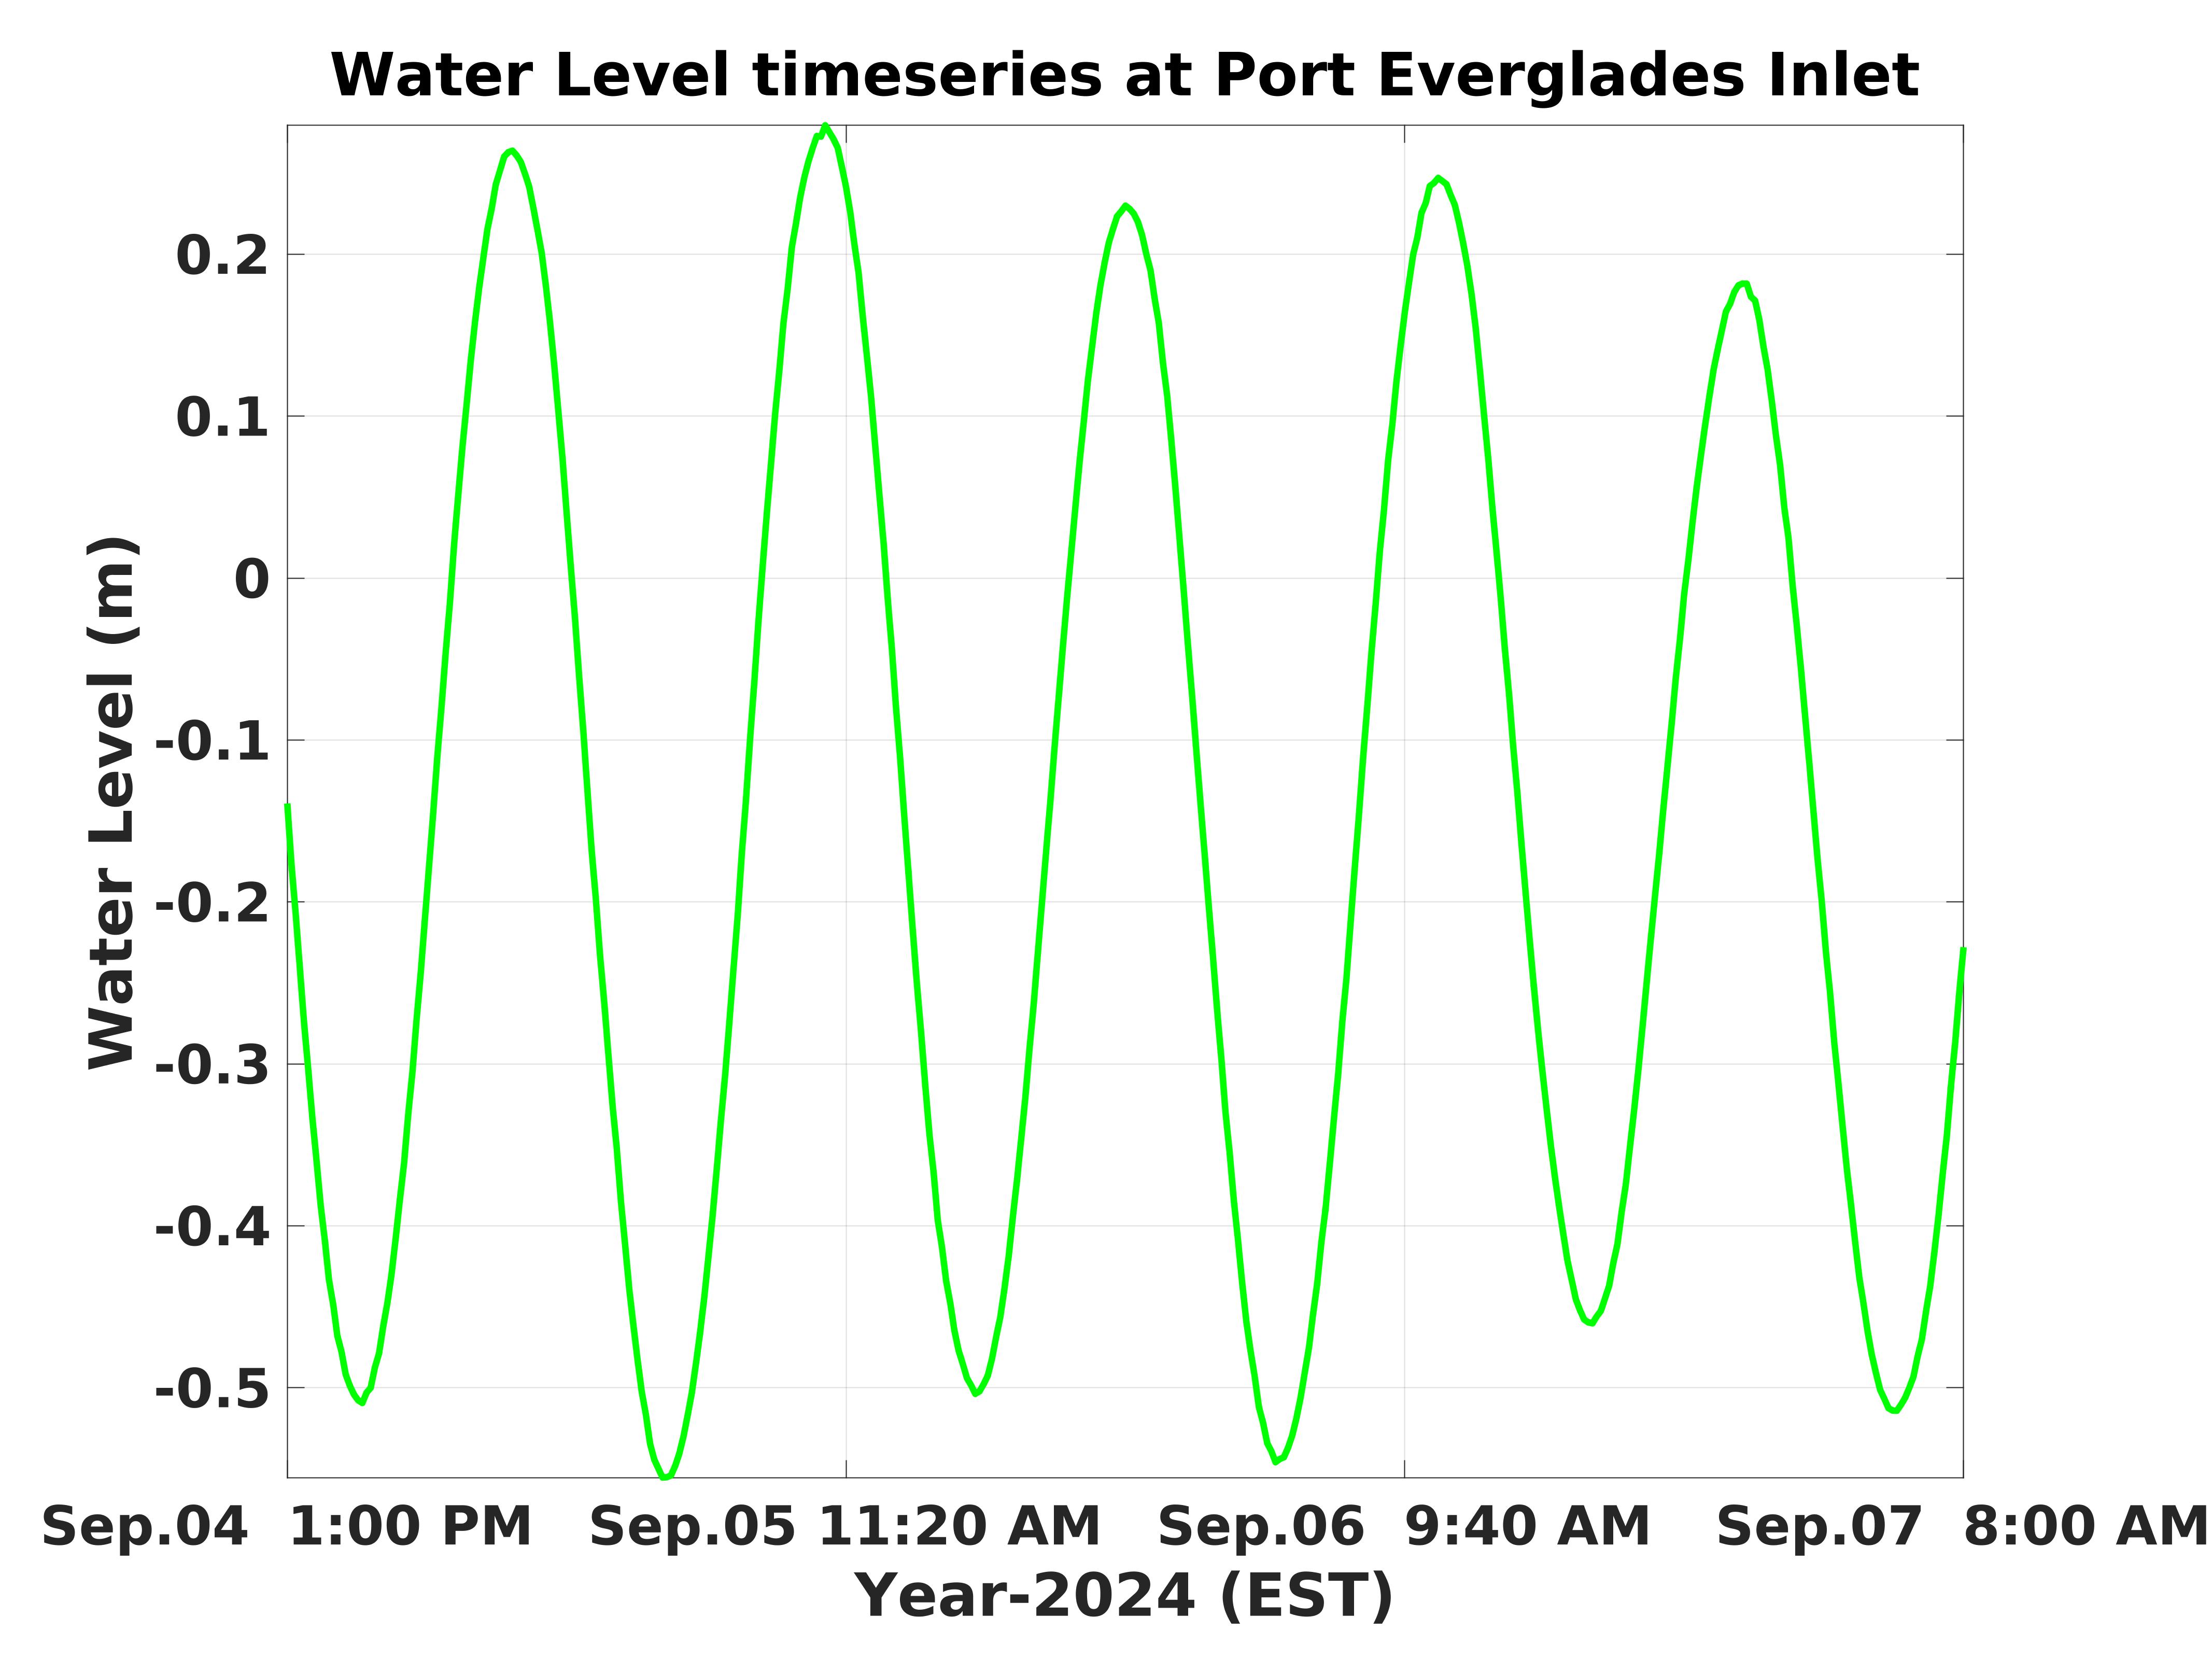 Water Level timeseries at Port Everglades Inlet
Water Level (m)
0.2
0.1
0
-0.1
-0.2
-0.3
-0.4
-0.5
Sep.04 1:00 PM Sep.05 11:20 AM Sep.06 9:40 AM Sep.07 8:00 AM
Year-2024 (EST)